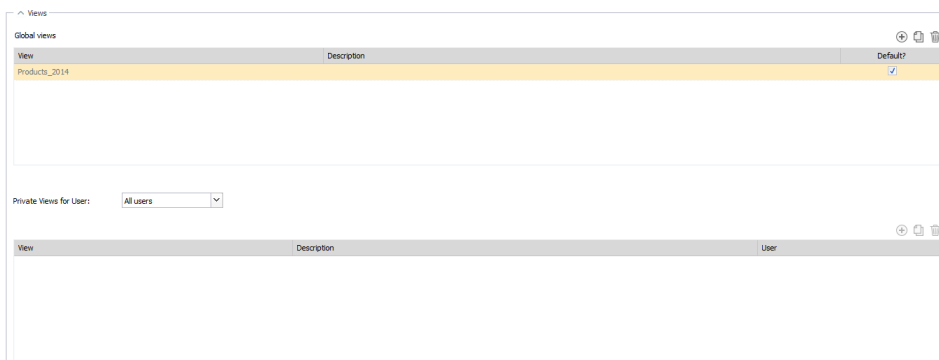 Views
Global views
View Description Default?
Products_2014
Private Views for User: All users
View Description User